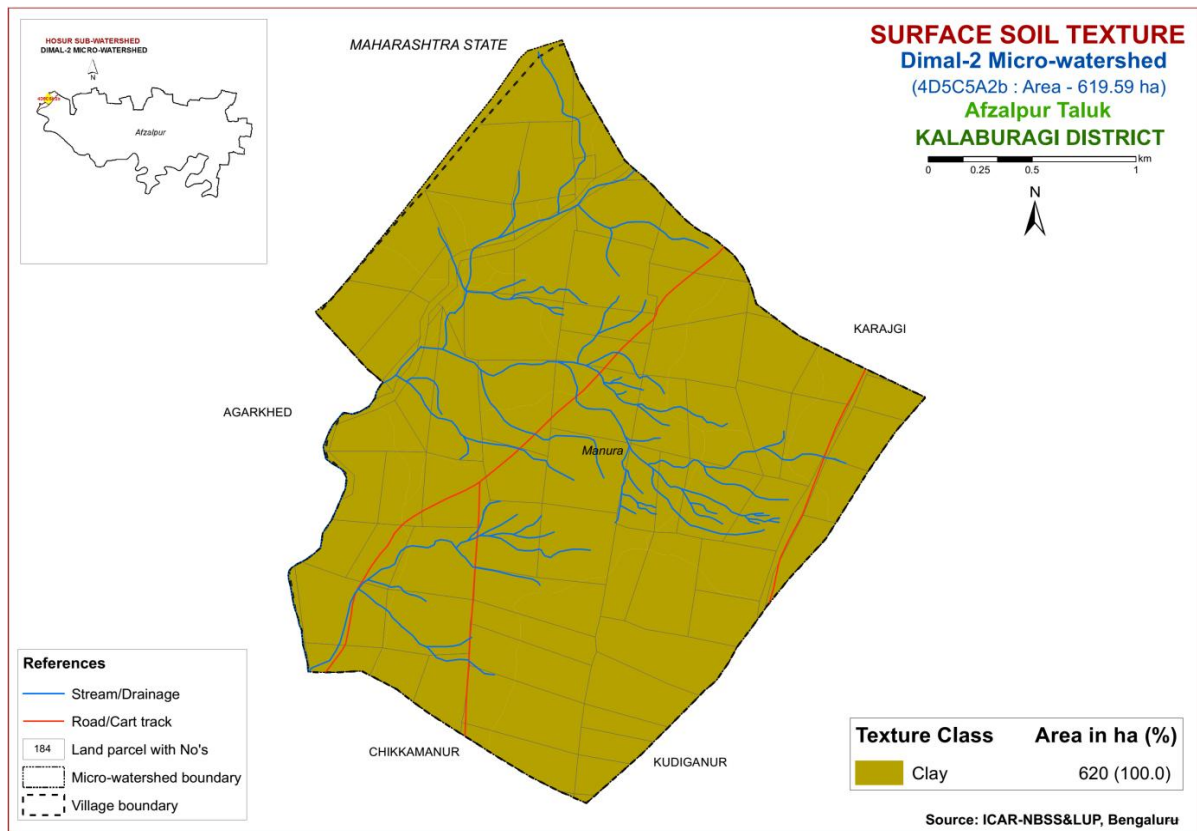 HOSUR SUB-WATERSHED
DIMAL-2 MICRO-WATERSHED
N
Afzalpur
MAHARASHTRA STATE
SURFACE SOIL TEXTURE
Dimal-2 Micro-watershed
(4D5C5A2b : Area - 619.59 ha)
Afzalpur Taluk
KALABURAGI DISTRICT
km
0 0.25 0.5 1
N
KARAJGI
AGARKHED
Manura
CHIKKAMANUR
KUDIGANUR
References
Stream/Drainage
Road/Cart track
184 Land parcel with No's
Micro-watershed boundary
Village boundary
Texture Class Area in ha (%)
Clay 620 (100.0)
Source: ICAR-NBSS&LUP, Bengaluru